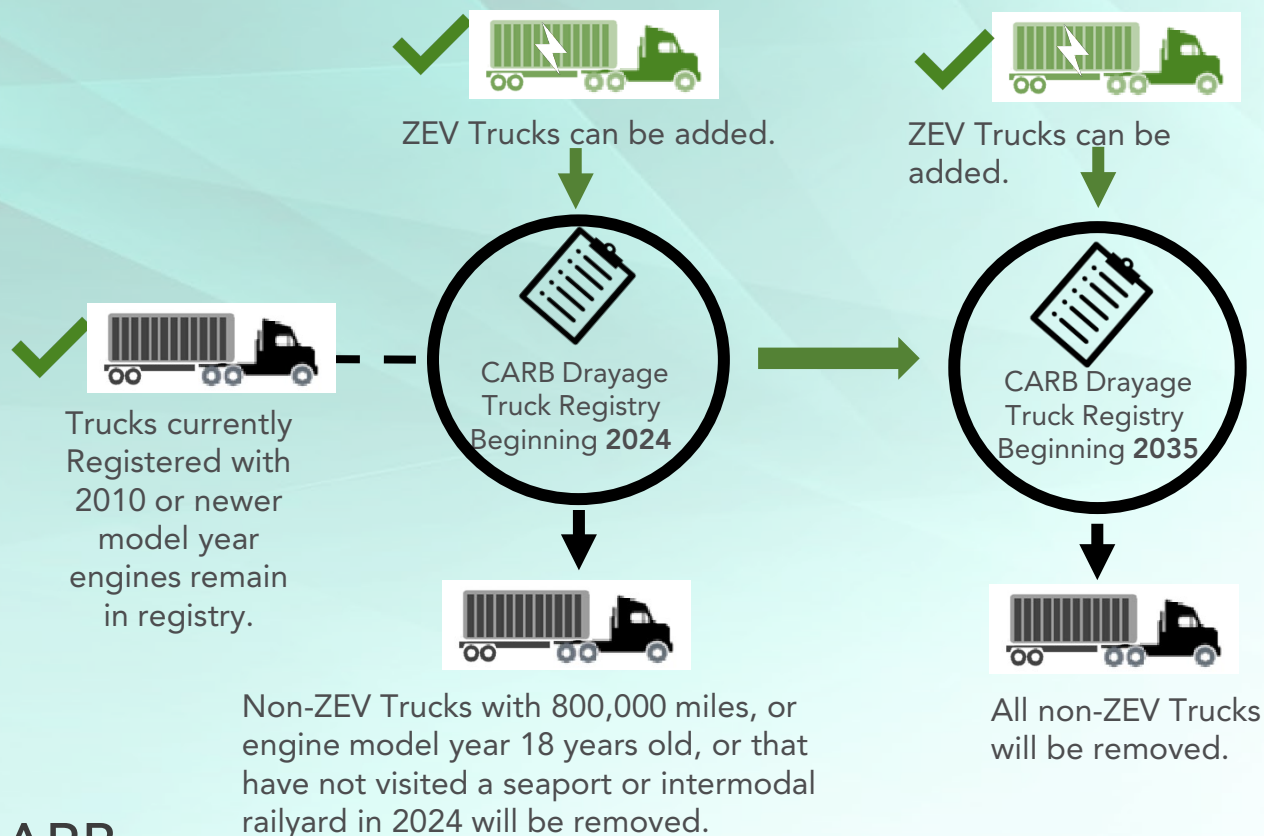 ZEV Trucks can be added.
ZEV Trucks can be
added.
CARB Drayage
Truck Registry
Beginning 2024
CARB Drayage
Truck Registry
Beginning 2035
Trucks currently
Registered with
2010 or newer
model year
engines remain
in registry.
Non-ZEV Trucks with 800,000 miles, or
engine model year 18 years old, or that
have not visited a seaport or intermodal
railyard in 2024 will be removed.
All non-ZEV Trucks
will be removed.